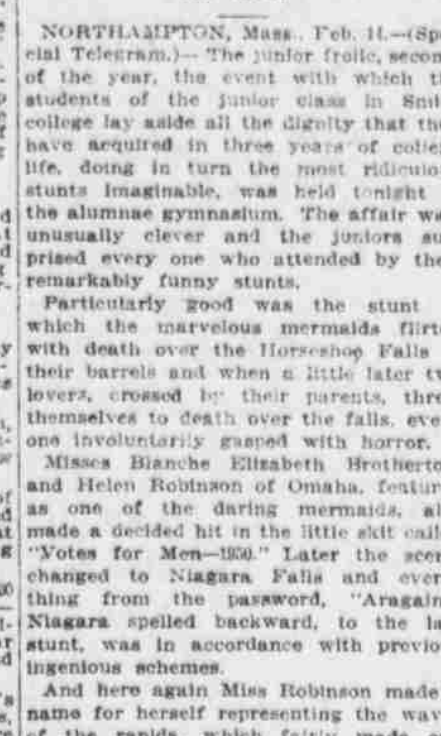 NORTHAMPTON, Mass., Feb. 14.—(Spe
cial Telegram.)—The junior frolic, secon
of the year, the event with which t
students of the junior class in Smit
college lay aside all the dignity that the
have acquired in three years of colle
life, doing in turn the most ridiculo
stunts imaginable, was held tonight
the alumnae gymnasium. The affair wa
unusually clever and the juniors su
prised every one who attended by the
remarkably funny stunts.
Particularly good was the stunt
which the marvelous mermaids flirte
with death over the Horseshoe Falls
their barrels and when a little later tw
lovers, crossed by their parents, thre
themselves to death over the falls, eve
one involuntarily gasped with horror.
Misses Blanche Elizabeth Brotherto
and Helen Robinson of Omaha, featur
as one of the daring mermaids, al
made a decided hit in the little skit calle
"Votes for Men—1950." Later the scen
changed to Niagara Falls and ever
thing from the password, "Aragain
Niagara spelled backward, to the la
stunt, was in accordance with previo
ingenious schemes.
And here again Miss Robinson made
name for herself representing the wav
of the rapids, which fairly made